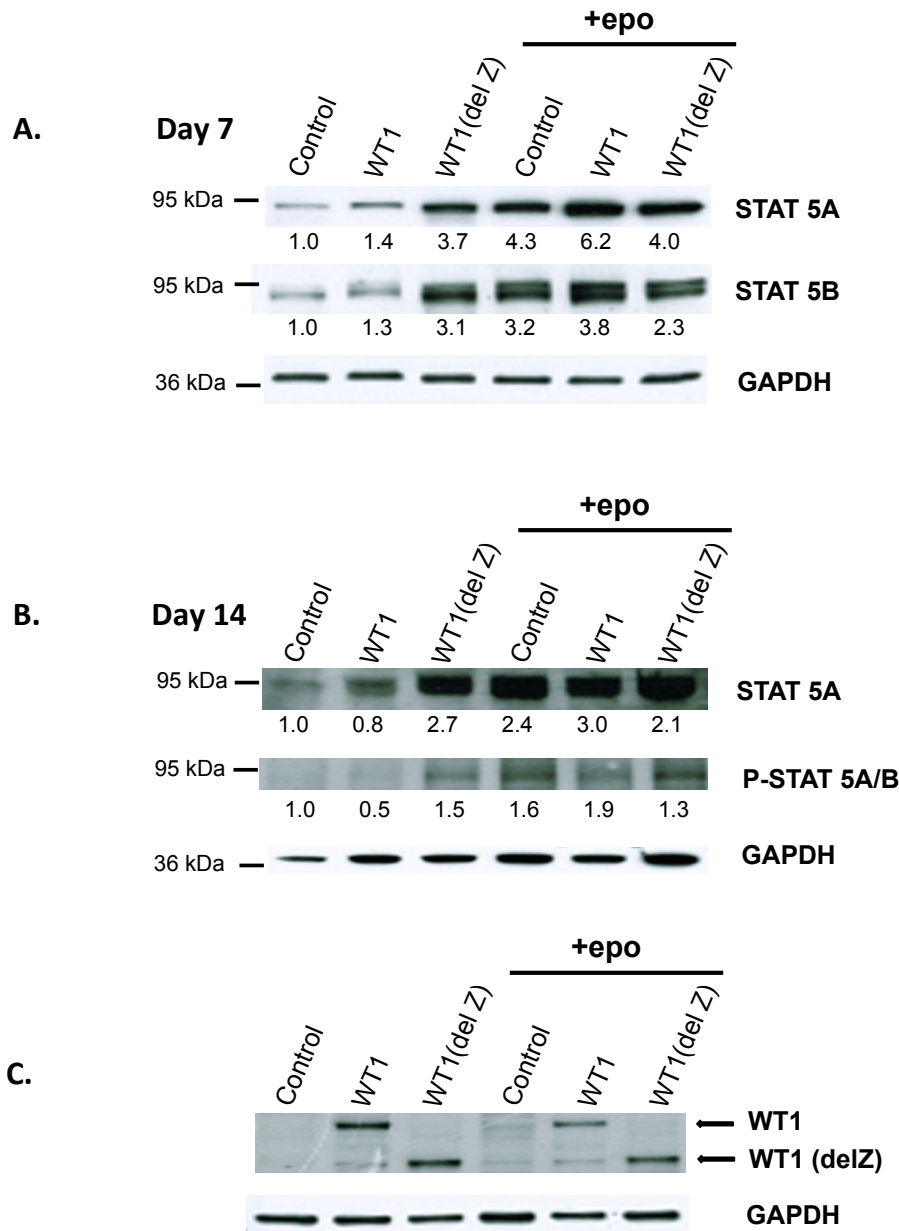 +epo
A. Day 7
Control WT1 WT1(del Z) Control WT1 WT1(del Z)
95 kDa STAT 5A
1.0 1.4 3.7 4.3 6.2 4.0
95 kDa STAT 5B
1.0 1.3 3.1 3.2 3.8 2.3
36 kDa GAPDH
+epo
B. Day 14
Control WT1 WT1(del Z) Control WT1 WT1(del Z)
95 kDa STAT 5A
1.0 0.8 2.7 2.4 3.0 2.1
95 kDa P-STAT 5A/B
1.0 0.5 1.5 1.6 1.9 1.3
36 kDa GAPDH
+epo
C.
Control WT1 WT1(del Z) Control WT1 WT1(del Z)
WT1
WT1 (delZ)
GAPDH